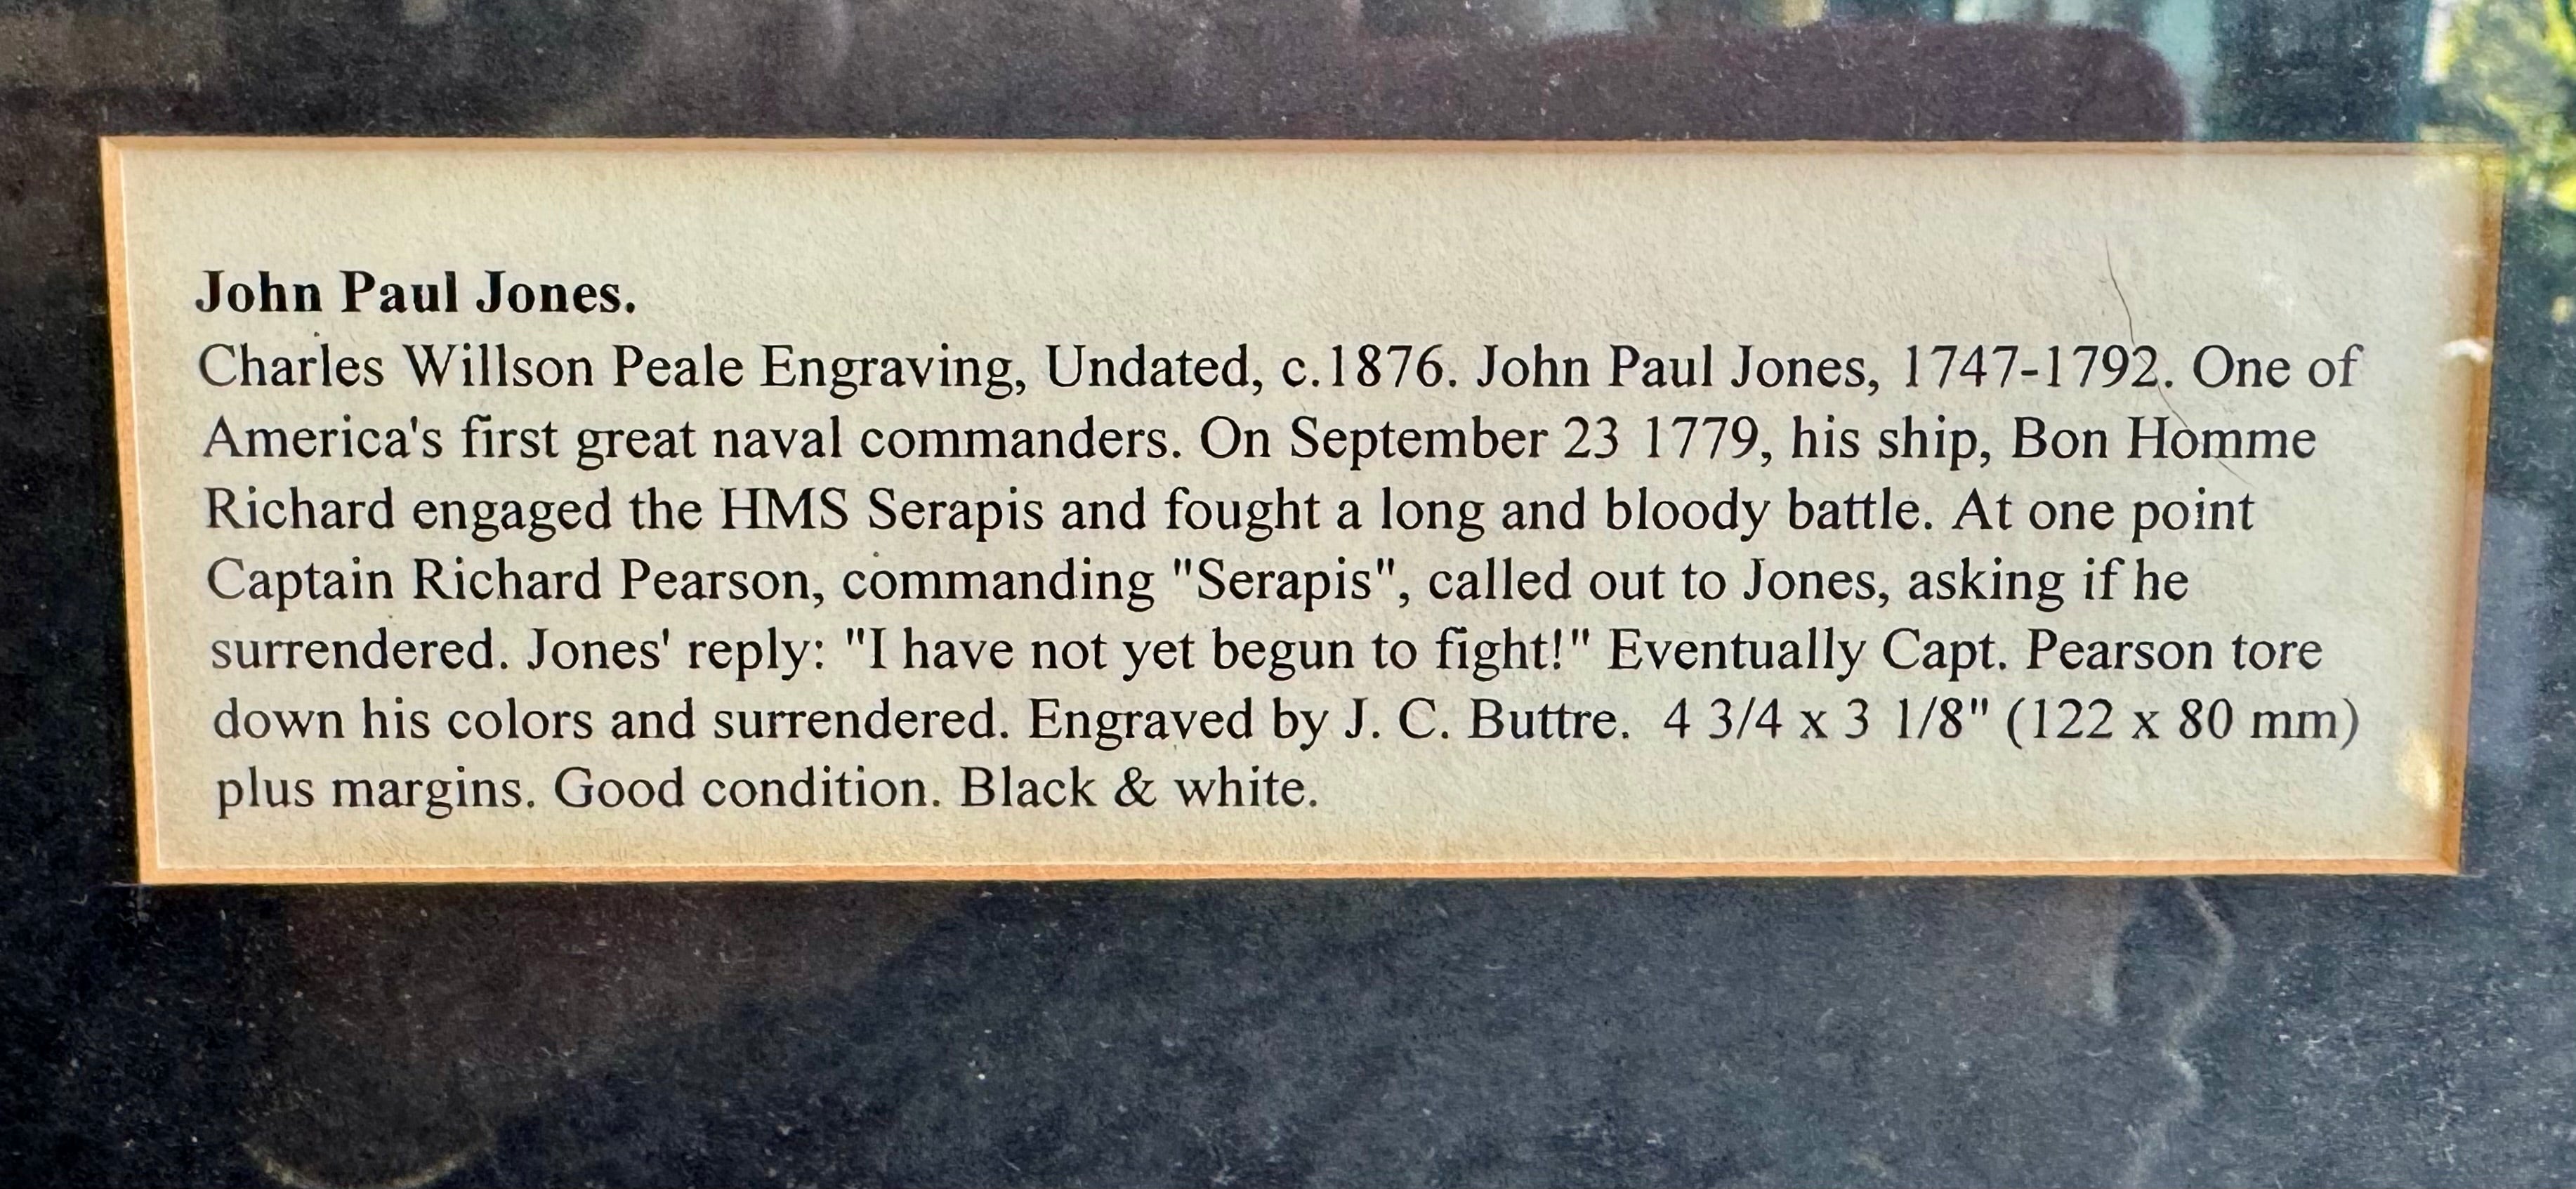 John Paul Jones.
Charles Willson Peale Engraving, Undated, c.1876. John Paul Jones, 1747-1792. One of
America's first great naval commanders. On September 23 1779, his ship, Bon Homme
Richard engaged the HMS Serapis and fought a long and bloody battle. At one point
Captain Richard Pearson, commanding "Serapis", called out to Jones, asking if he
surrendered. Jones' reply: "I have not yet begun to fight!" Eventually Capt. Pearson tore
down his colors and surrendered. Engraved by J. C. Buttre.  4 3/4 x 3 1/8" (122 x 80 mm)
plus margins. Good condition. Black & white.